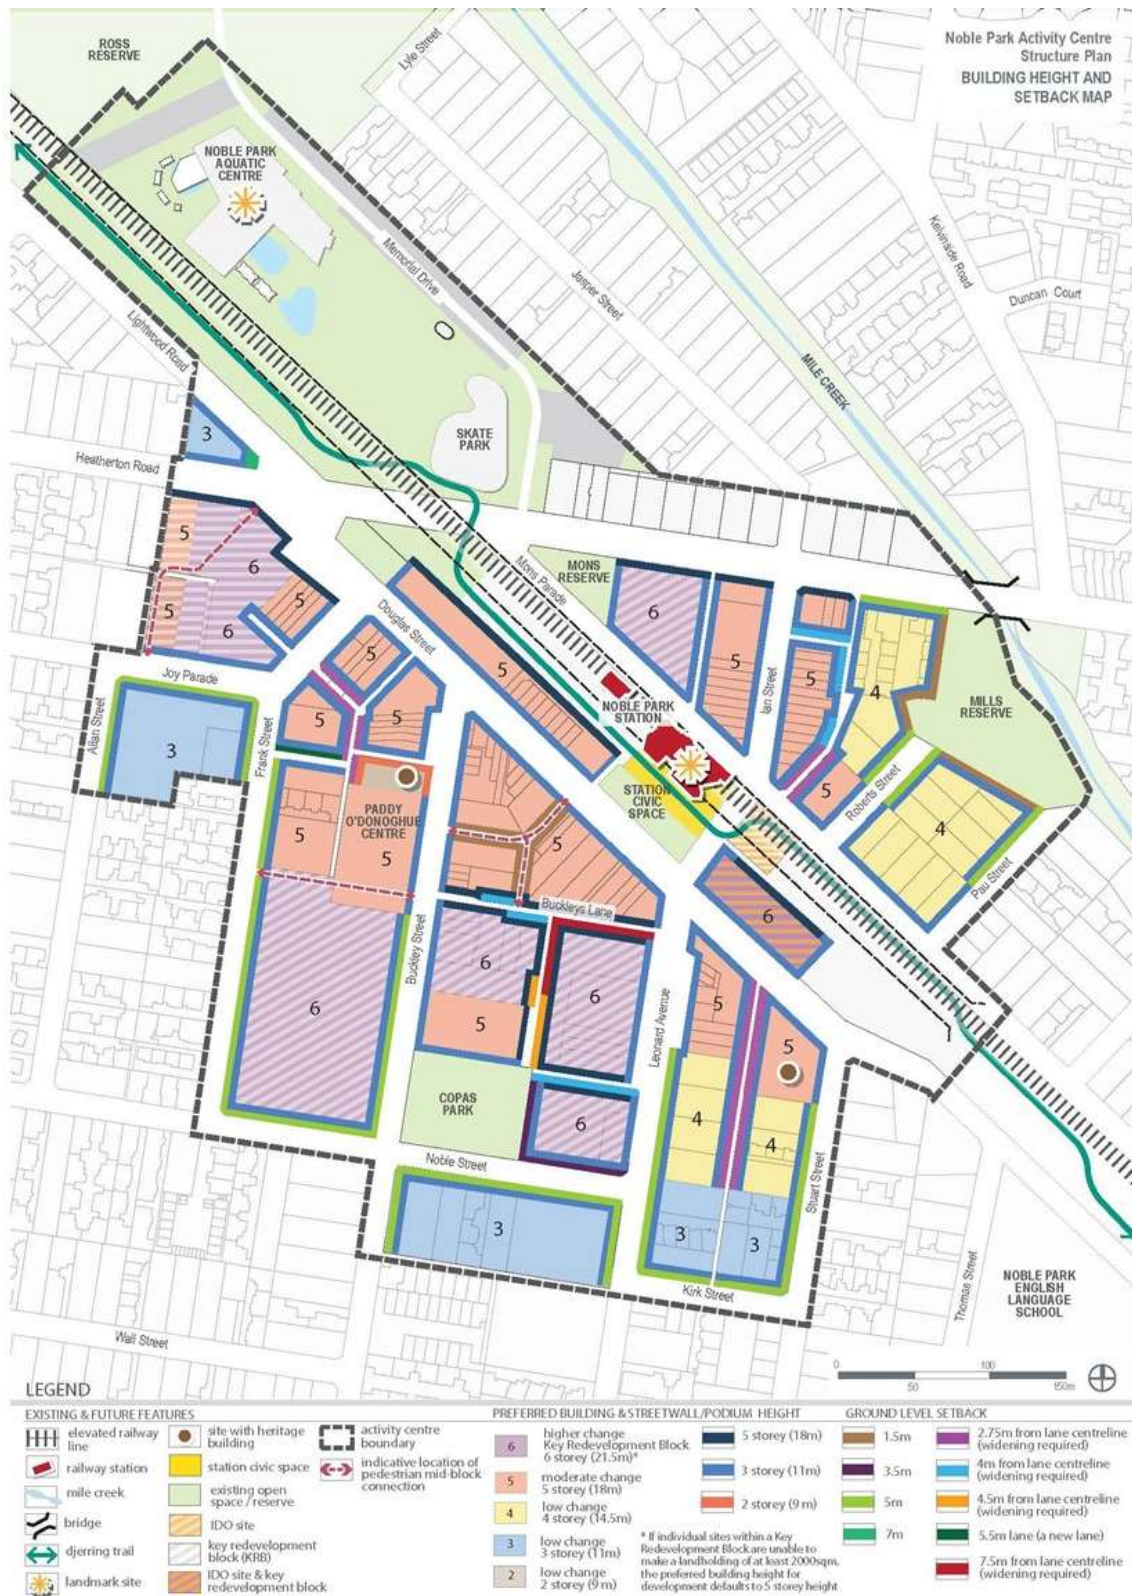 Noble Park Activity Centre
Structure Plan
BUILDING HEIGHT AND
SETBACK MAP
ROSS
RESERVE
Lyle Street
NOBLE PARK
AQUATIC
CENTRE
Memorial Drive
Jasper Street
Kelvinside Road
Duncan Court
MILE CREEK
Lightwood Road
SKATE
PARK
3
Heatherton Road
5
6
5
5
6
Mons Parade
MONS
RESERVE
6
Douglas Street
5
5
Ian Street
5
4
MILLS
RESERVE
NOBLE PARK
STATION
Joy Parade
Allan Street
3
Frank Street
5
5
5
STATION
CIVIC
SPACE
5
Roberts Street
4
Pau Street
PADDY
O'DONOGHUE
CENTRE
5
5
5
Buckleys Lane
6
Buckley Street
6
5
6
6
Leonard Avenue
5
5
COPAS
PARK
6
4
4
Noble Street
3
3
3
Stuart Street
Kirk Street
Thomas Street
NOBLE PARK
ENGLISH
LANGUAGE
SCHOOL
Wall Street
0 100
50 150m
LEGEND
EXISTING & FUTURE FEATURES
elevated railway
line
railway station
mile creek
bridge
djerring trail
landmark site
site with heritage
building
station civic space
existing open
space / reserve
IDO site
key redevelopment
block (KRB)
IDO site & key
redevelopment block
activity centre
boundary
indicative location of
pedestrian mid-block
connection
PREFERRED BUILDING & STREETWALL/PODIUM HEIGHT
6 higher change
Key Redevelopment Block
6 storey (21.5m)*
5 moderate change
5 storey (18m)
4 low change
4 storey (14.5m)
3 low change
3 storey (11m)
2 low change
2 storey (9 m)
5 storey (18m)
3 storey (11m)
2 storey (9 m)
* If individual sites within a Key
Redevelopment Block are unable to
make a landholding of at least 2000sqm,
the preferred building height for
development defaults to 5 storey height
GROUND LEVEL SETBACK
1.5m
3.5m
5m
7m
2.75m from lane centreline
(widening required)
4m from lane centreline
(widening required)
4.5m from lane centreline
(widening required)
5.5m lane (a new lane)
7.5m from lane centreline
(widening required)